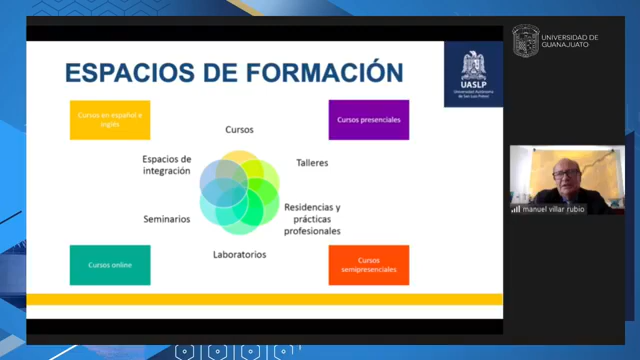 UNIVERSIDAD DE
GUANAJUATO
ESPACIOS DE FORMACIÓN
UASLP
Universidad Autónoma
de San Luis Potosí
Cursos en español e
inglés
Cursos presenciales
Cursos
Espacios de
integración
Talleres
Seminarios
Residencias y
prácticas
profesionales
Laboratorios
Cursos online
Cursos
semipresenciales
manuel villar rubio